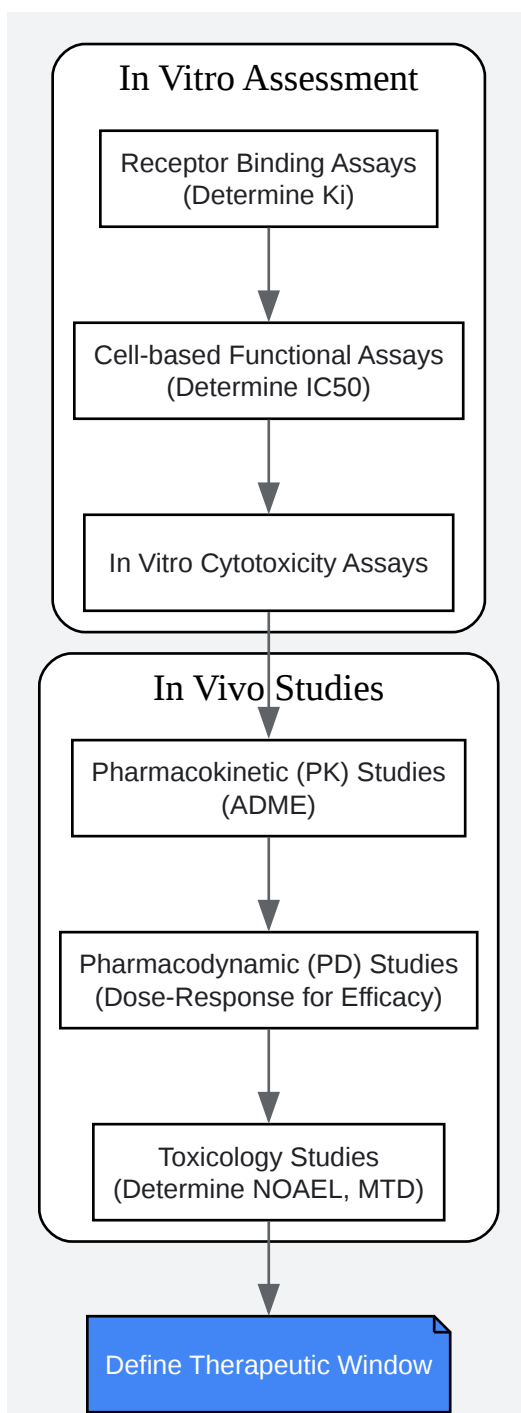 In Vitro Assessment
Receptor Binding Assays
(Determine Ki)
Cell-based Functional Assays
(Determine IC50)
In Vitro Cytotoxicity Assays
In Vivo Studies
Pharmacokinetic (PK) Studies
(ADME)
Pharmacodynamic (PD) Studies
(Dose-Response for Efficacy)
Toxicology Studies
(Determine NOAEL, MTD)
Define Therapeutic Window